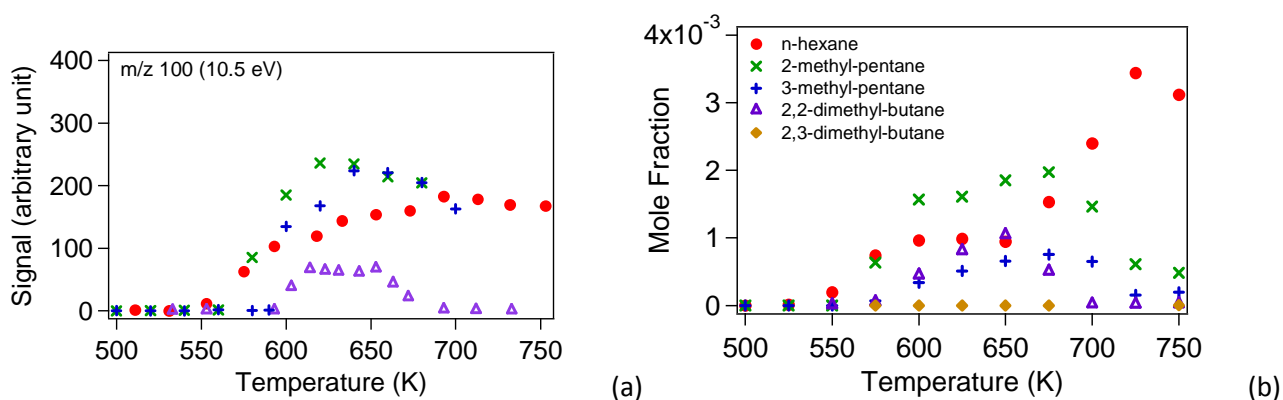 400
300
200
100
0
Signal (arbitrary unit)
m/z 100 (10.5 eV)
500 550 600 650 700 750
Temperature (K)
(a)
4x10-3
3
2
1
0
Mole Fraction
n-hexane
2-methyl-pentane
3-methyl-pentane
2,2-dimethyl-butane
2,3-dimethyl-butane
500 550 600 650 700 750
Temperature (K)
(b)